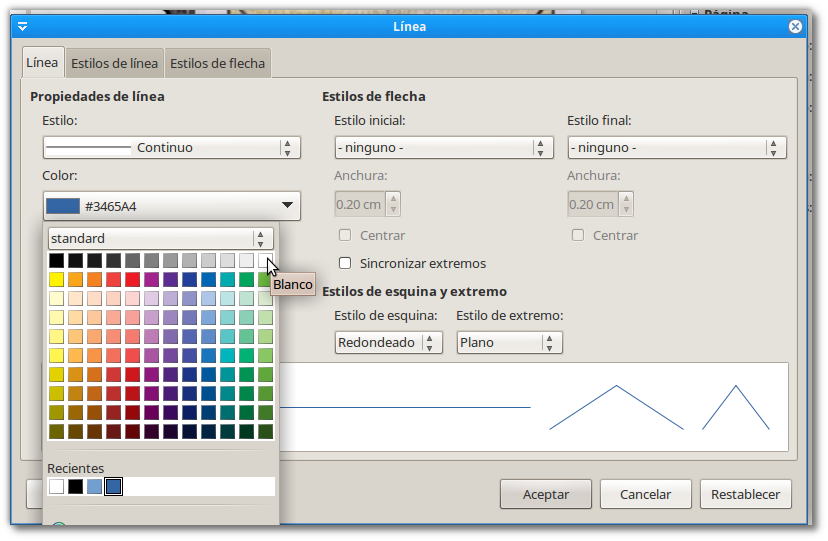 Página
Línea
Línea
Estilos de línea
Estilos de flecha
Propiedades de línea
Estilo:
Continuo
Color:
#3465A4
standard
Blanco
Recientes
Estilos de flecha
Estilo inicial:
Estilo final:
- ninguno -
- ninguno -
Anchura:
Anchura:
0.20 cm
0.20 cm
Centrar
Centrar
Sincronizar extremos
Estilos de esquina y extremo
Estilo de esquina:
Estilo de extremo:
Redondeado
Plano
Aceptar
Cancelar
Restablecer